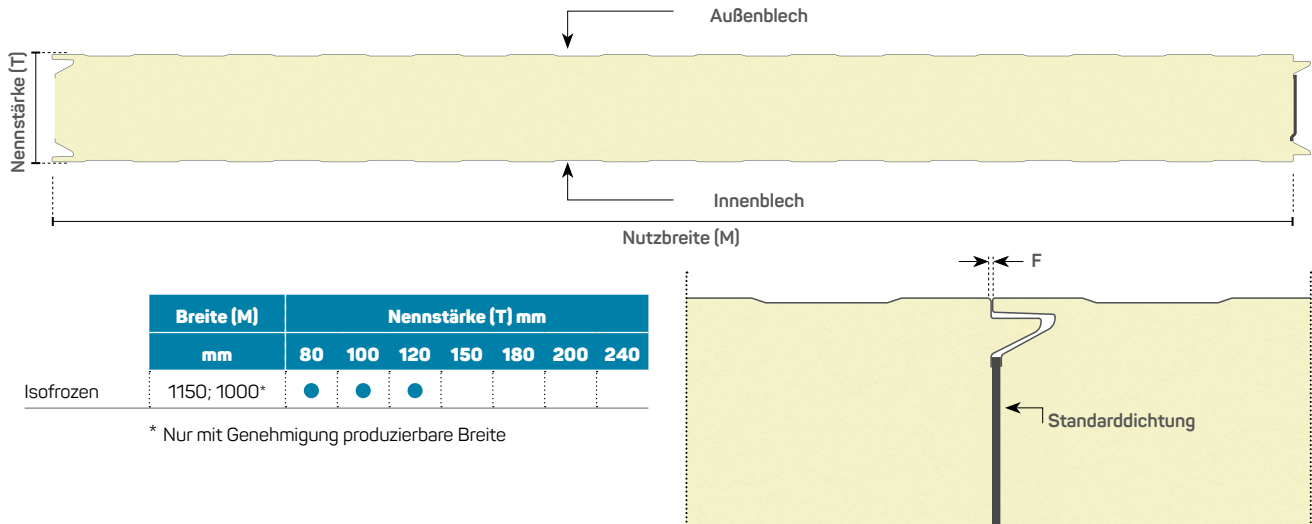 Außenblech
Nennstärke (T)
Innenblech
Nutzbreite (M)
F
Breite (M) Nennstärke (T) mm
mm 80 100 120 150 180 200 240
Isofrozen 1150; 1000*
* Nur mit Genehmigung produzierbare Breite
Standarddichtung